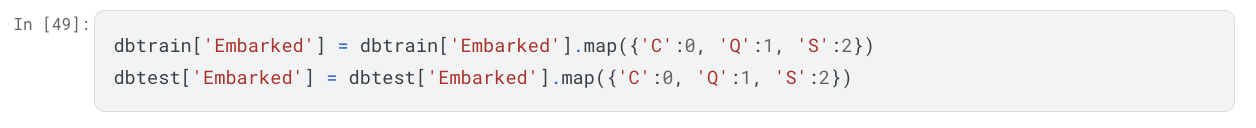 In [49]:
dbtrain['Embarked'] = dbtrain['Embarked'].map({'C':0, 'Q':1, 'S':2})
dbtest['Embarked'] = dbtest['Embarked'].map({'C':0, 'Q':1, 'S':2})